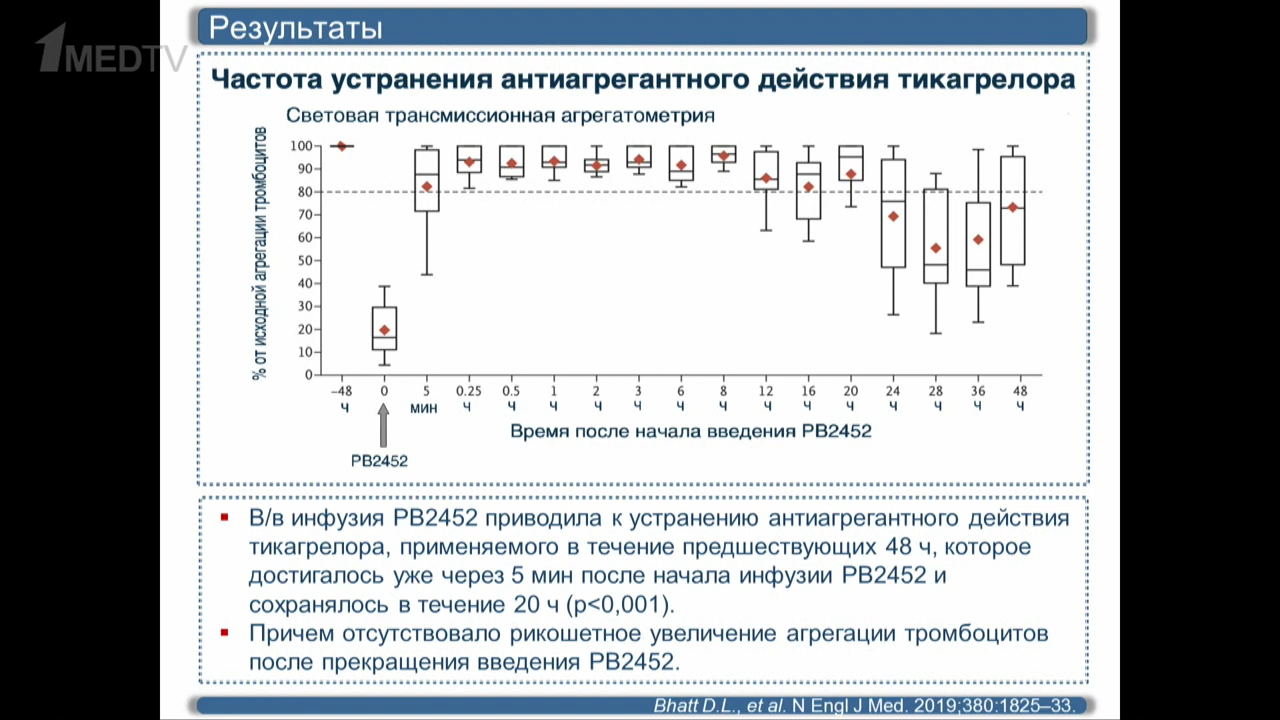 1MEDTV
Результаты
Частота устранения антиагрегантного действия тикагрелора
Световая трансмиссионная агрегатометрия
% от исходной агрегации тромбоцитов
100
90
80
70
60
50
40
30
20
10
0
–48 0 5 0.25 0.5 1 2 3 6 8 12 16 20 24 28 36 48
ч мин ч ч ч ч ч ч ч ч ч ч ч ч ч ч
Время после начала введения PB2452
PB2452
В/в инфузия PB2452 приводила к устранению антиагрегантного действия
тикагрелора, применяемого в течение предшествующих 48 ч, которое
достигалось уже через 5 мин после начала инфузии PB2452 и
сохранялось в течение 20 ч (p<0,001).
Причем отсутствовало рикошетное увеличение агрегации тромбоцитов
после прекращения введения PB2452.
Bhatt D.L., et al. N Engl J Med. 2019;380:1825–33.